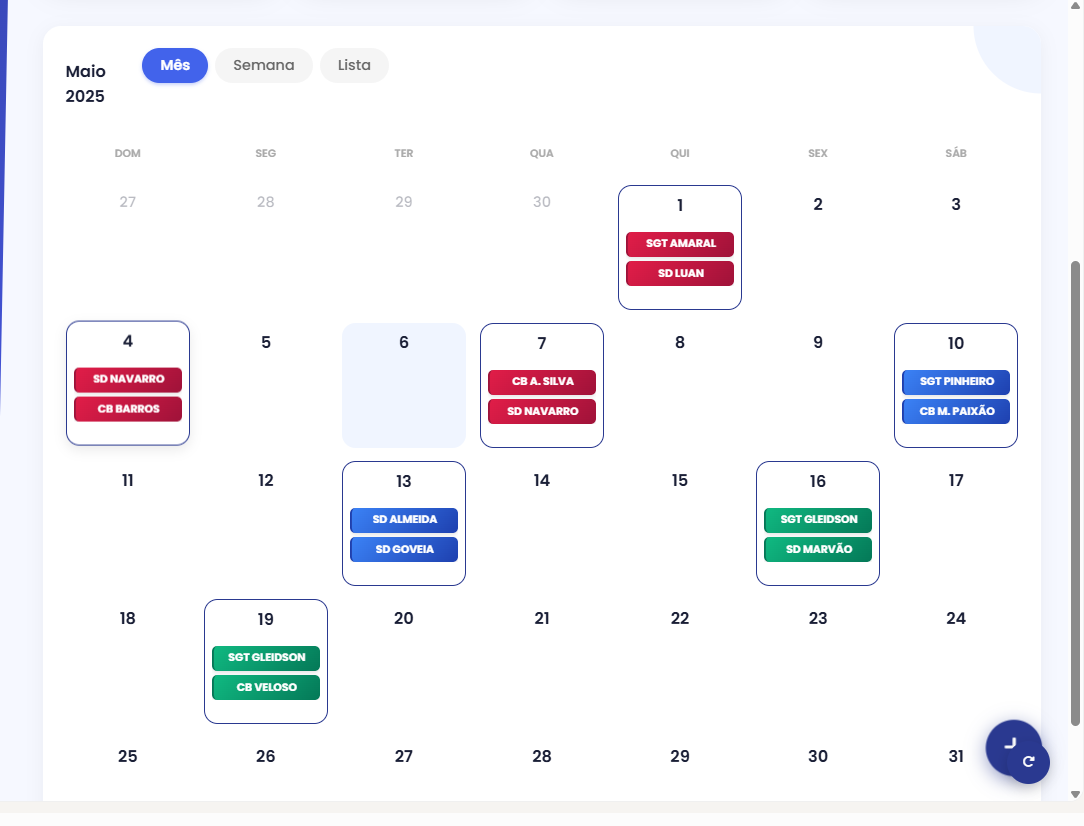 Maio
2025
Mês Semana Lista
DOM SEG TER QUA QUI SEX SÁB
27 28 29 30 1 2 3
SGT AMARAL
SD LUAN
4 5 6 7 8 9 10
SD NAVARRO CB A. SILVA SGT PINHEIRO
CB BARROS SD NAVARRO CB M. PAIXÃO
11 12 13 14 15 16 17
SD ALMEIDA SGT GLEIDSON
SD GOVEIA SD MARVÃO
18 19 20 21 22 23 24
SGT GLEIDSON
CB VELOSO
25 26 27 28 29 30 31